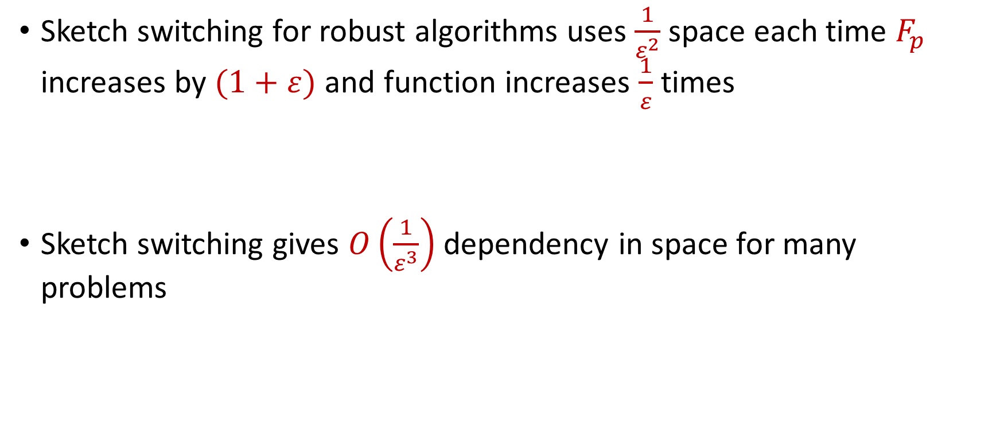 • Sketch switching for robust algorithms uses $\frac{1}{\varepsilon^2}$ space each time $F_p$
increases by $(1 + \varepsilon)$ and function increases $\frac{1}{\varepsilon}$ times
• Sketch switching gives $O\left(\frac{1}{\varepsilon^3}\right)$ dependency in space for many
problems